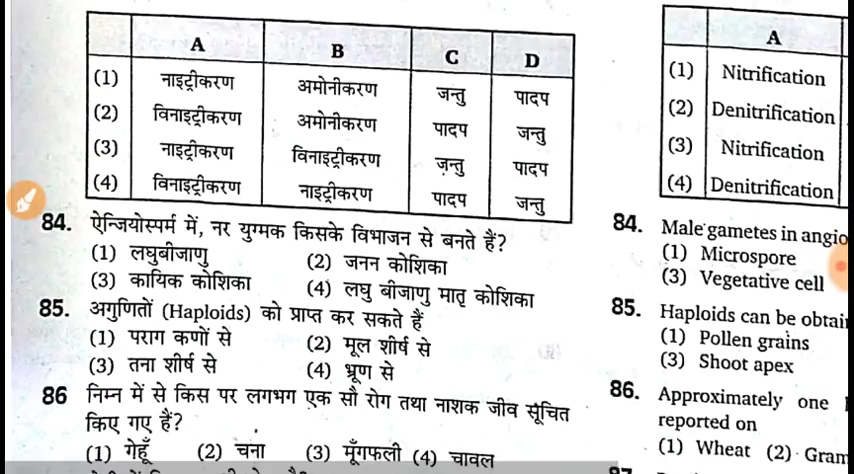 A B C D
(1) नाइट्रीकरण अमोनीकरण जन्तु पादप
(2) विनाइट्रीकरण अमोनीकरण पादप जन्तु
(3) नाइट्रीकरण विनाइट्रीकरण जन्तु पादप
(4) विनाइट्रीकरण नाइट्रीकरण पादप जन्तु
84. ऐन्जियोस्पर्म में, नर युग्मक किसके विभाजन से बनते हैं?
(1) लघुबीजाणु (2) जनन कोशिका
(3) कायिक कोशिका (4) लघु बीजाणु मातृ कोशिका
85. अगुणितों (Haploids) को प्राप्त कर सकते हैं
(1) पराग कणों से (2) मूल शीर्ष से
(3) तना शीर्ष से (4) भ्रूण से
86 निम्न में से किस पर लगभग एक सौ रोग तथा नाशक जीव सूंचित
किए गए हैं?
(1) गेहूँ (2) चना (3) मूँगफली (4) चावल
A
(1) Nitrification
(2) Denitrification
(3) Nitrification
(4) Denitrification
84. Male gametes in angio
(1) Microspore
(3) Vegetative cell
85. Haploids can be obtai
(1) Pollen grains
(3) Shoot apex
86. Approximately one
reported on
(1) Wheat (2) Gram